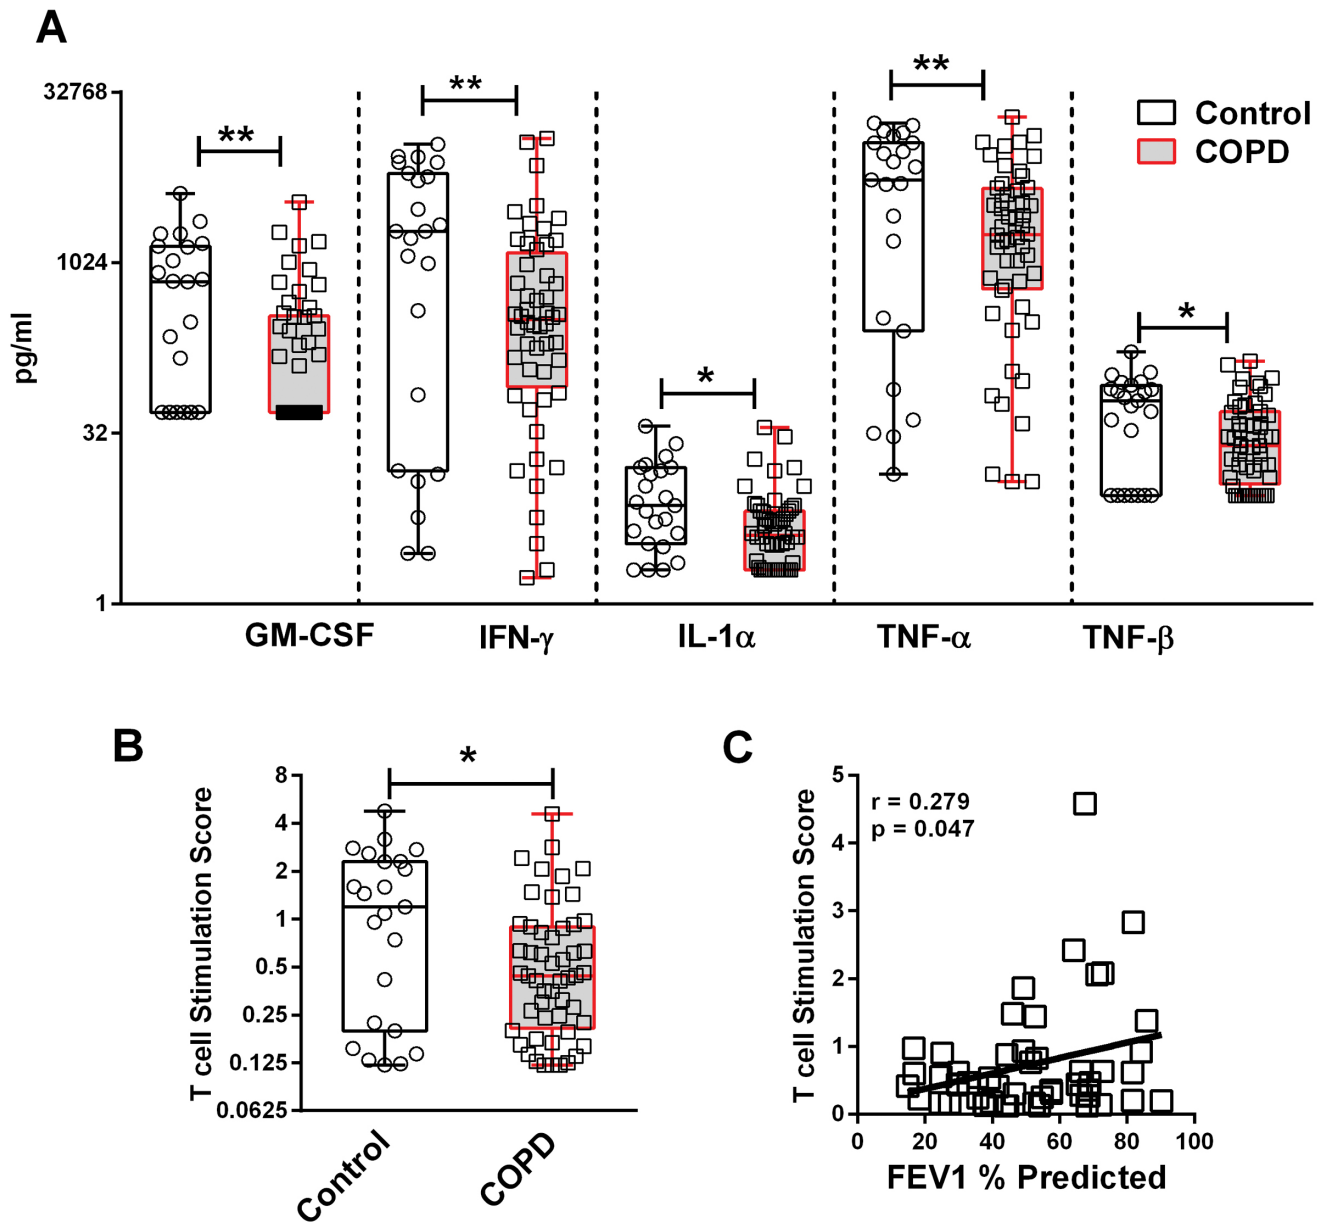 A
32768
1024
32
1
pg/ml
**
**
*
**
*
Control
COPD
GM-CSF
IFN-γ
IL-1α
TNF-α
TNF-β
B
T cell Stimulation Score
8
4
2
1
0.5
0.25
0.125
0.0625
*
Control
COPD
C
T cell Stimulation Score
5
4
3
2
1
0
r = 0.279
p = 0.047
0 20 40 60 80 100
FEV1 % Predicted